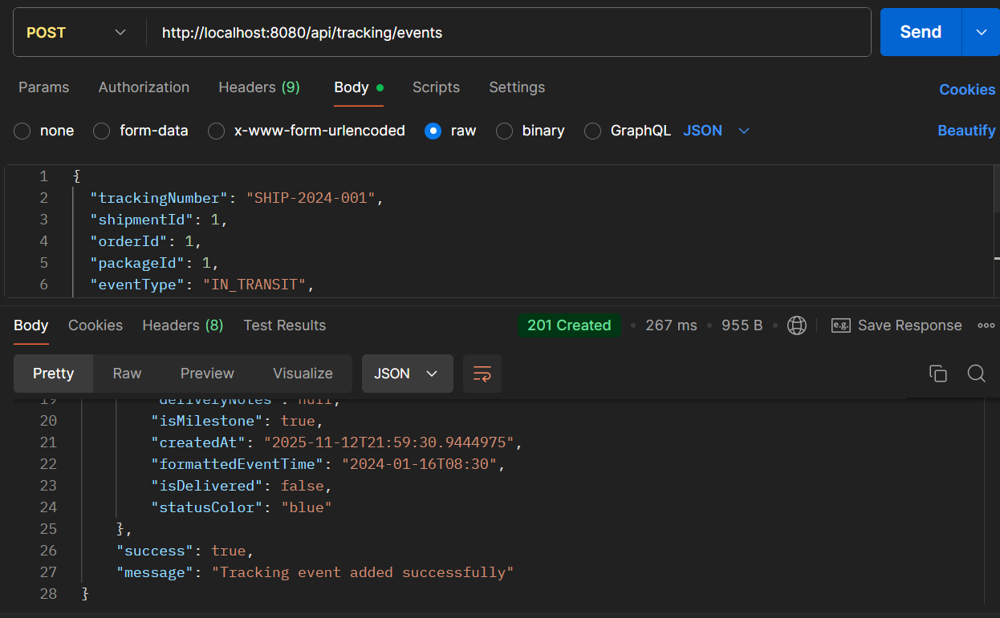 POST http://localhost:8080/api/tracking/events Send
Params Authorization Headers (9) Body Scripts Settings Cookies
none form-data x-www-form-urlencoded raw binary GraphQL JSON Beautify
1 {
2 "trackingNumber": "SHIP-2024-001",
3 "shipmentId": 1,
4 "orderId": 1,
5 "packageId": 1,
6 "eventType": "IN_TRANSIT",
Body Cookies Headers (8) Test Results 201 Created 267 ms 955 B e.g. Save Response
Pretty Raw Preview Visualize JSON
19 "deliveryNotes": null,
20 "isMilestone": true,
21 "createdAt": "2025-11-12T21:59:30.9444975",
22 "formattedEventTime": "2024-01-16T08:30",
23 "isDelivered": false,
24 "statusColor": "blue"
25 },
26 "success": true,
27 "message": "Tracking event added successfully"
28 }